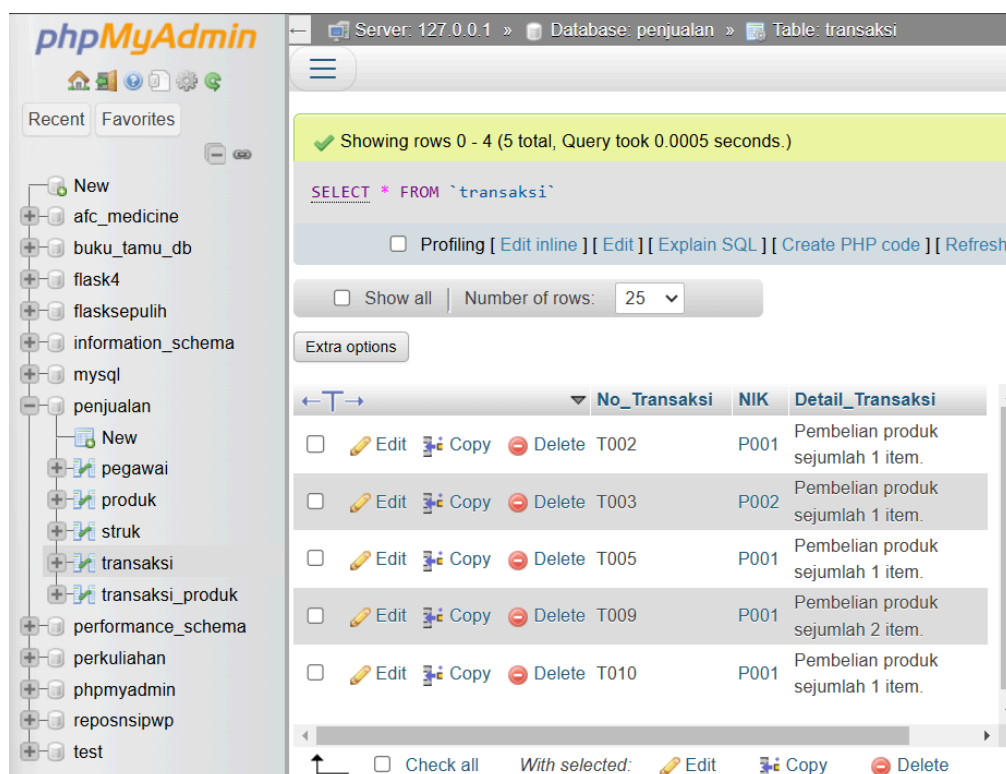 phpMyAdmin
Recent Favorites
New
afc_medicine
buku_tamu_db
flask4
flasksepulih
information_schema
mysql
penjualan
New
pegawai
produk
struk
transaksi
transaksi_produk
performance_schema
perkuliahan
phpmyadmin
reposnsipwp
test
Server: 127.0.0.1 » Database: penjualan » Table: transaksi
Showing rows 0 - 4 (5 total, Query took 0.0005 seconds.)
SELECT * FROM `transaksi`
Profiling [ Edit inline ] [ Edit ] [ Explain SQL ] [ Create PHP code ] [ Refresh
Show all | Number of rows: 25
Extra options
←T→ No_Transaksi NIK Detail_Transaksi
Edit Copy Delete T002 P001 Pembelian produk
sejumlah 1 item.
Edit Copy Delete T003 P002 Pembelian produk
sejumlah 1 item.
Edit Copy Delete T005 P001 Pembelian produk
sejumlah 1 item.
Edit Copy Delete T009 P001 Pembelian produk
sejumlah 2 item.
Edit Copy Delete T010 P001 Pembelian produk
sejumlah 1 item.
Check all With selected: Edit Copy Delete